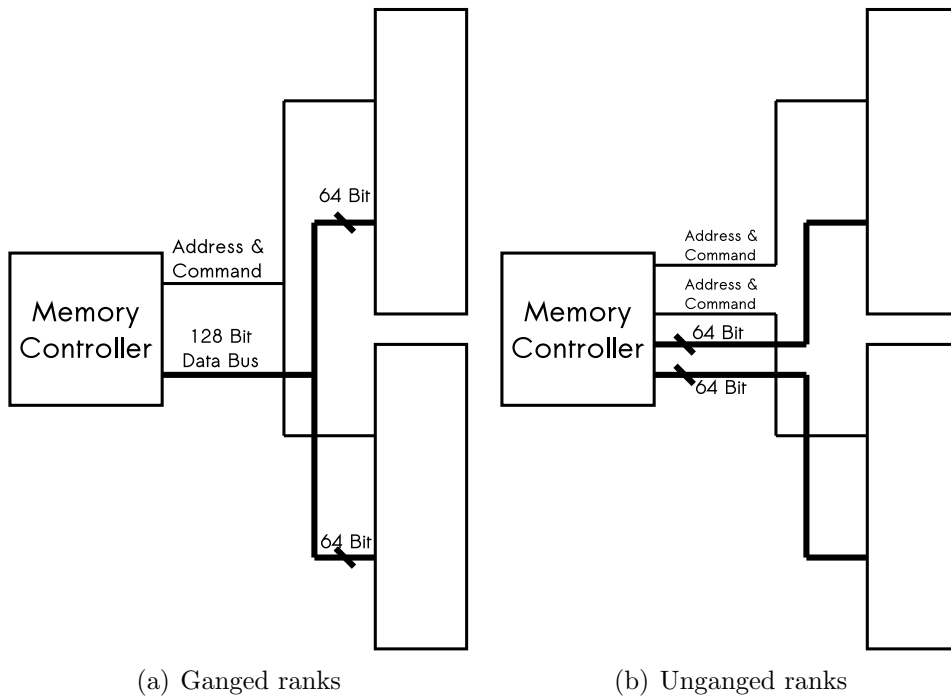 64 Bit
Address &
Command
Memory
Controller
128 Bit
Data Bus
64 Bit
(a) Ganged ranks
Address &
Command
Address &
Command
Memory
Controller
64 Bit
64 Bit
(b) Unganged ranks